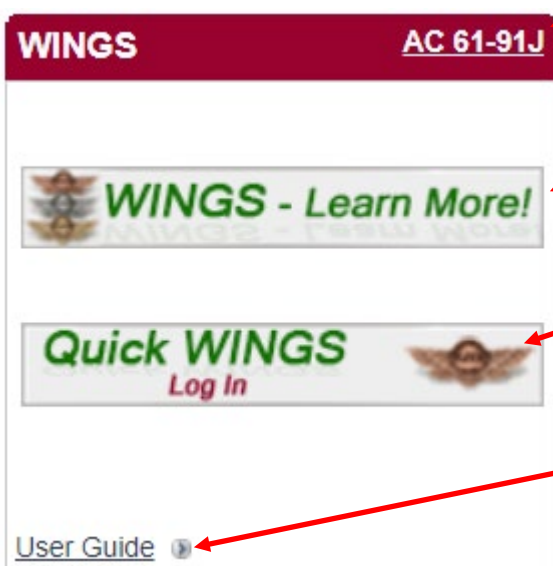 WINGS AC 61-91J
WINGS - Learn More!
Quick WINGS
Log In
User Guide